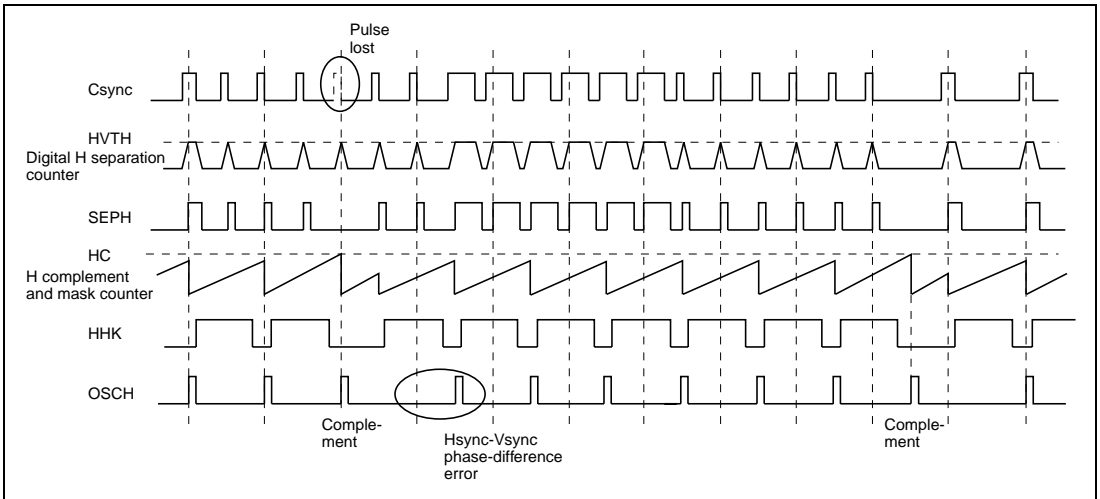 Pulse
lost
Csync
HVTH
Digital H separation
counter
SEPH
HC
H complement
and mask counter
HHK
OSCH
Comple-
ment
Hsync-Vsync
phase-difference
error
Comple-
ment